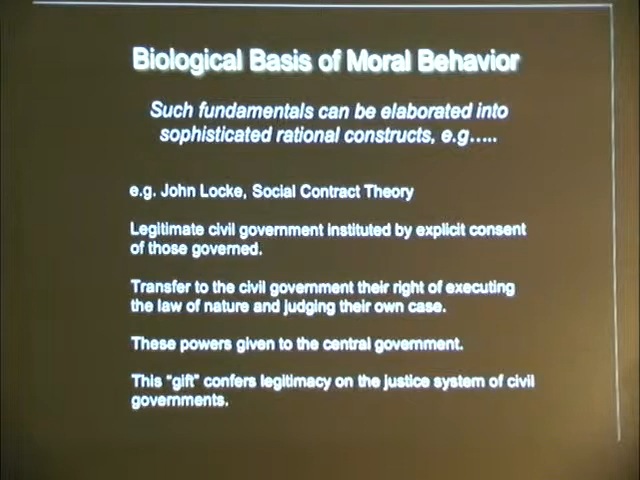 Biological Basis of Moral Behavior
Such fundamentals can be elaborated into
sophisticated rational constructs, e.g.....
e.g. John Locke, Social Contract Theory
Legitimate civil government instituted by explicit consent
of those governed.
Transfer to the civil government their right of executing
the law of nature and judging their own case.
These powers given to the central government.
This "gift" confers legitimacy on the justice system of civil
governments.